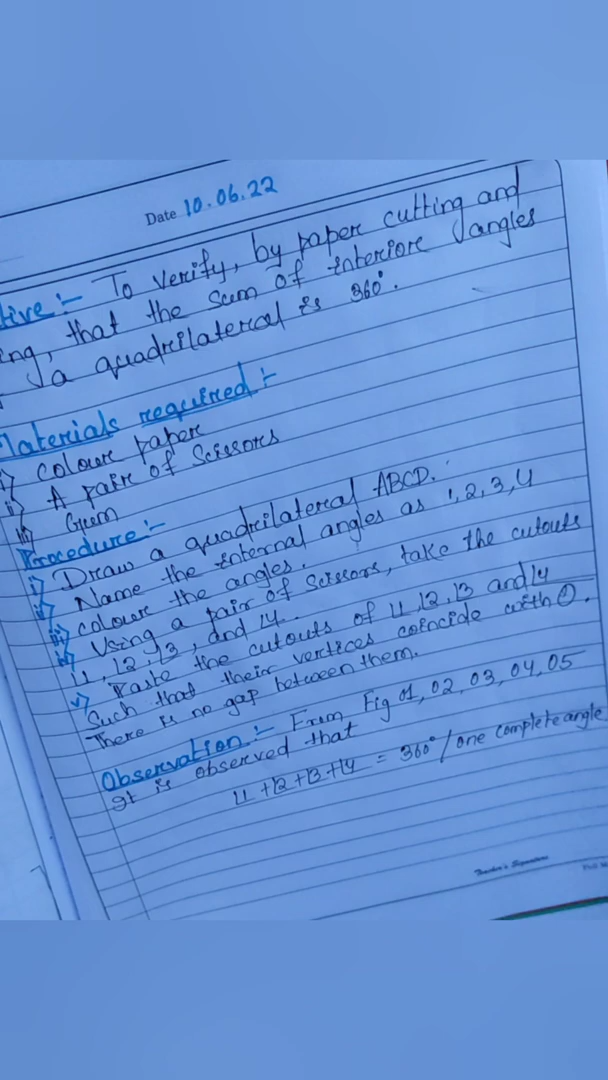 Date 10.06.22
tive :- To verify, by paper cutting and
ing, that the sum of interiore angles
√a quadrilateral is 360°.
Materials required :-
i) Colour paper
ii) A pair of Scissors
iii) Gum
Procedure :-
i) Draw a quadrilateral ABCD.
ii) Name the internal angles as 1, 2, 3, 4
iii) colour the angles.
iv) Using a pair of Scissors, take the cutouts
∠1, ∠2, ∠3, and ∠4.
v) Paste the cutouts of ∠1, ∠2, ∠3 and ∠4
Such that their vertices coincide with O.
There is no gap between them.
Observation :- From Fig 01, 02, 03, 04, 05
It is observed that
∠1 + ∠2 + ∠3 + ∠4 = 360° / one complete angle
Teacher's Signature